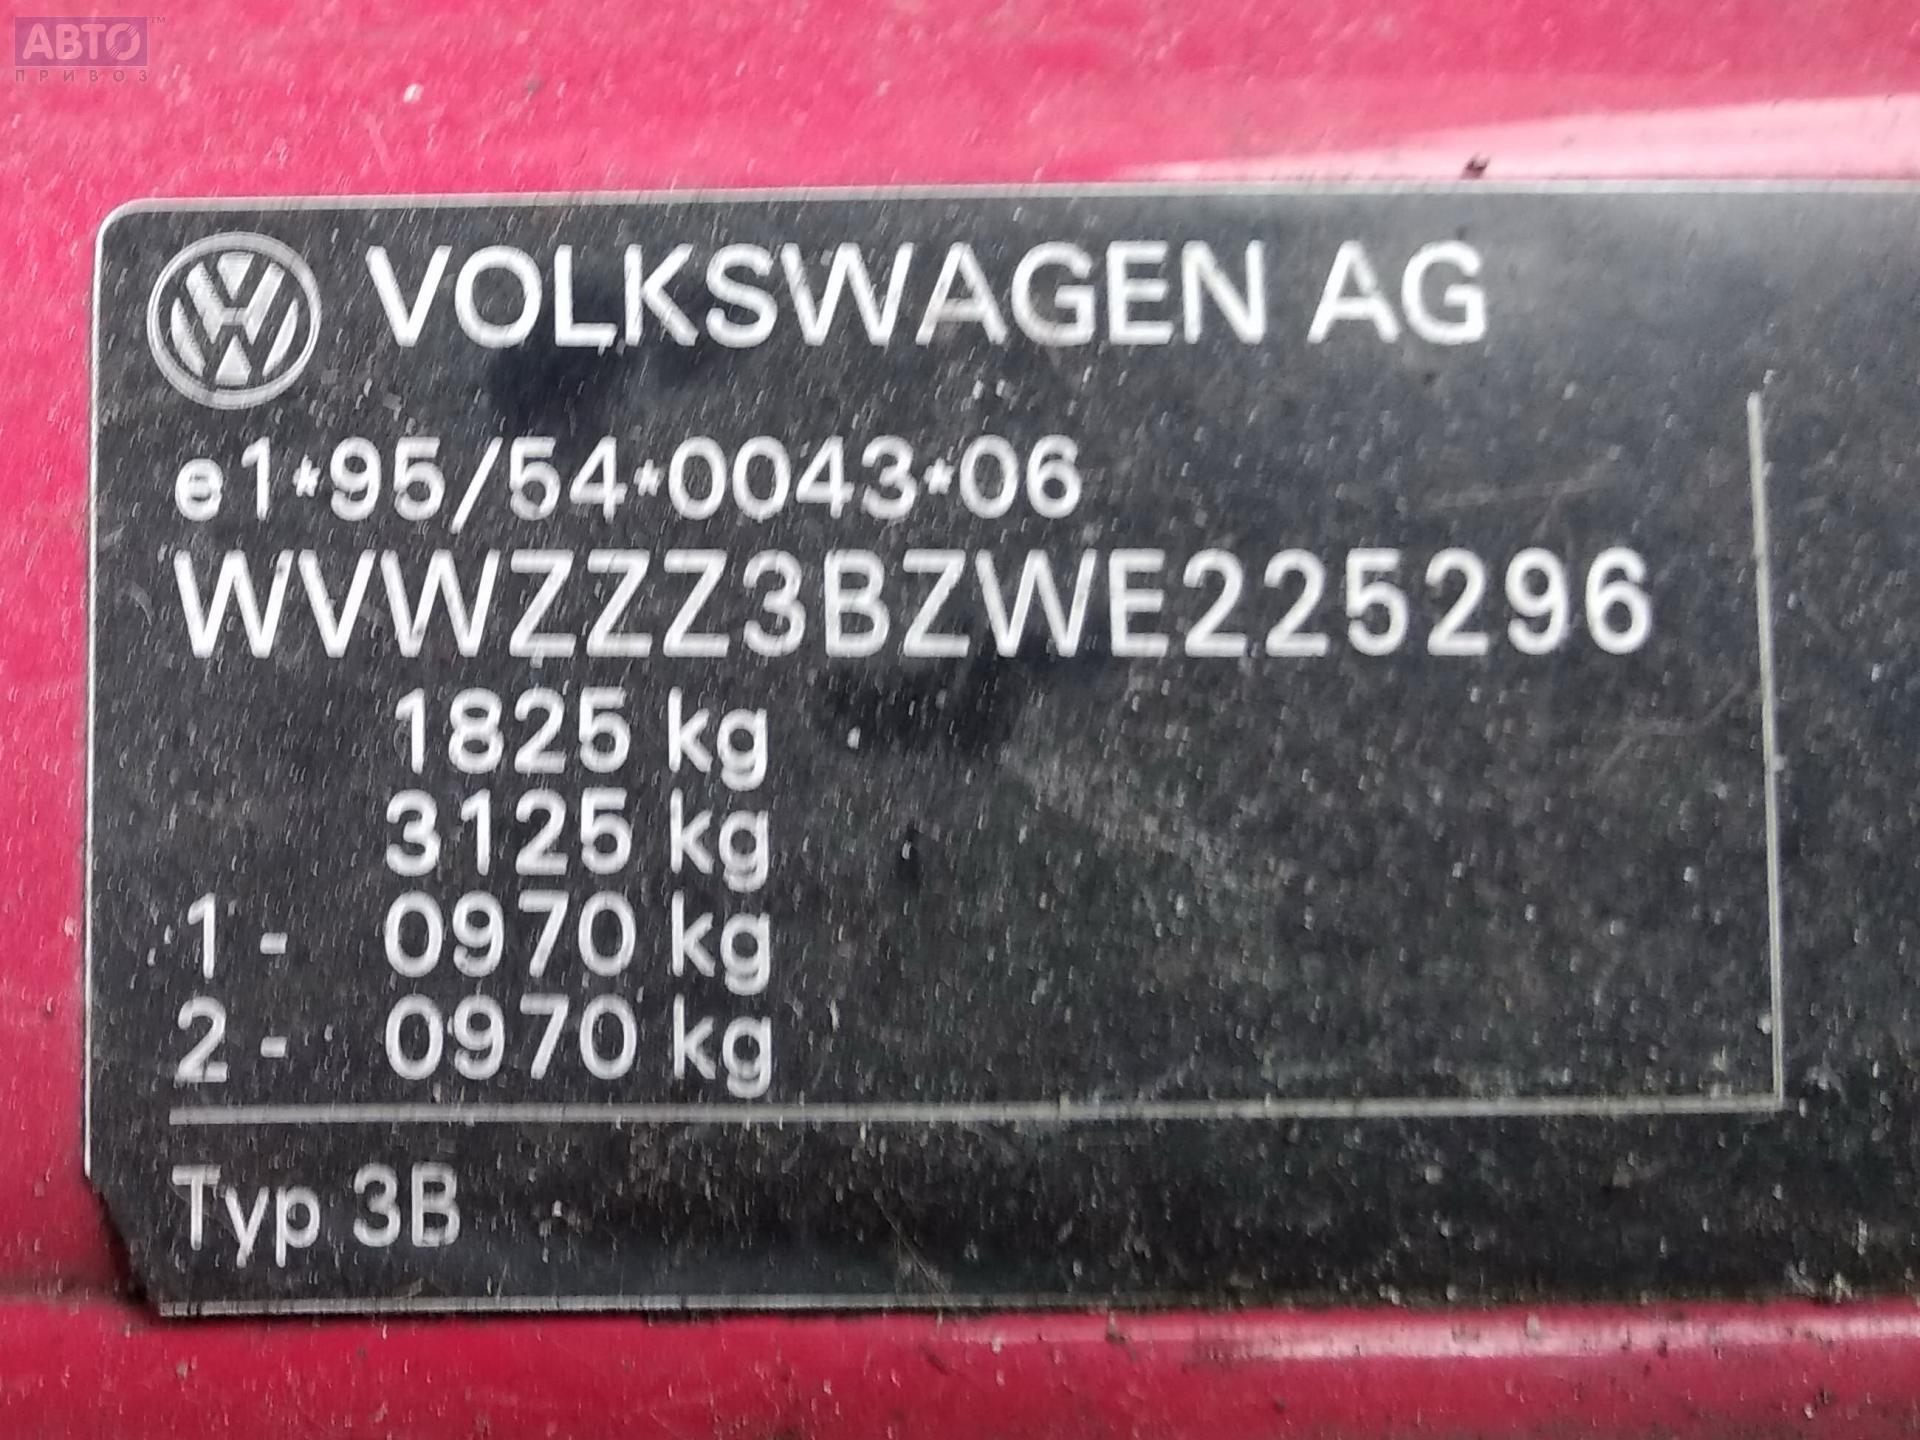 АВТО™
ПРИВОЗ
VOLKSWAGEN AG
e1*95/54*0043*06
WVWZZZ3BZWE225296
1825 kg
3125 kg
1- 0970 kg
2- 0970 kg
Typ 3B